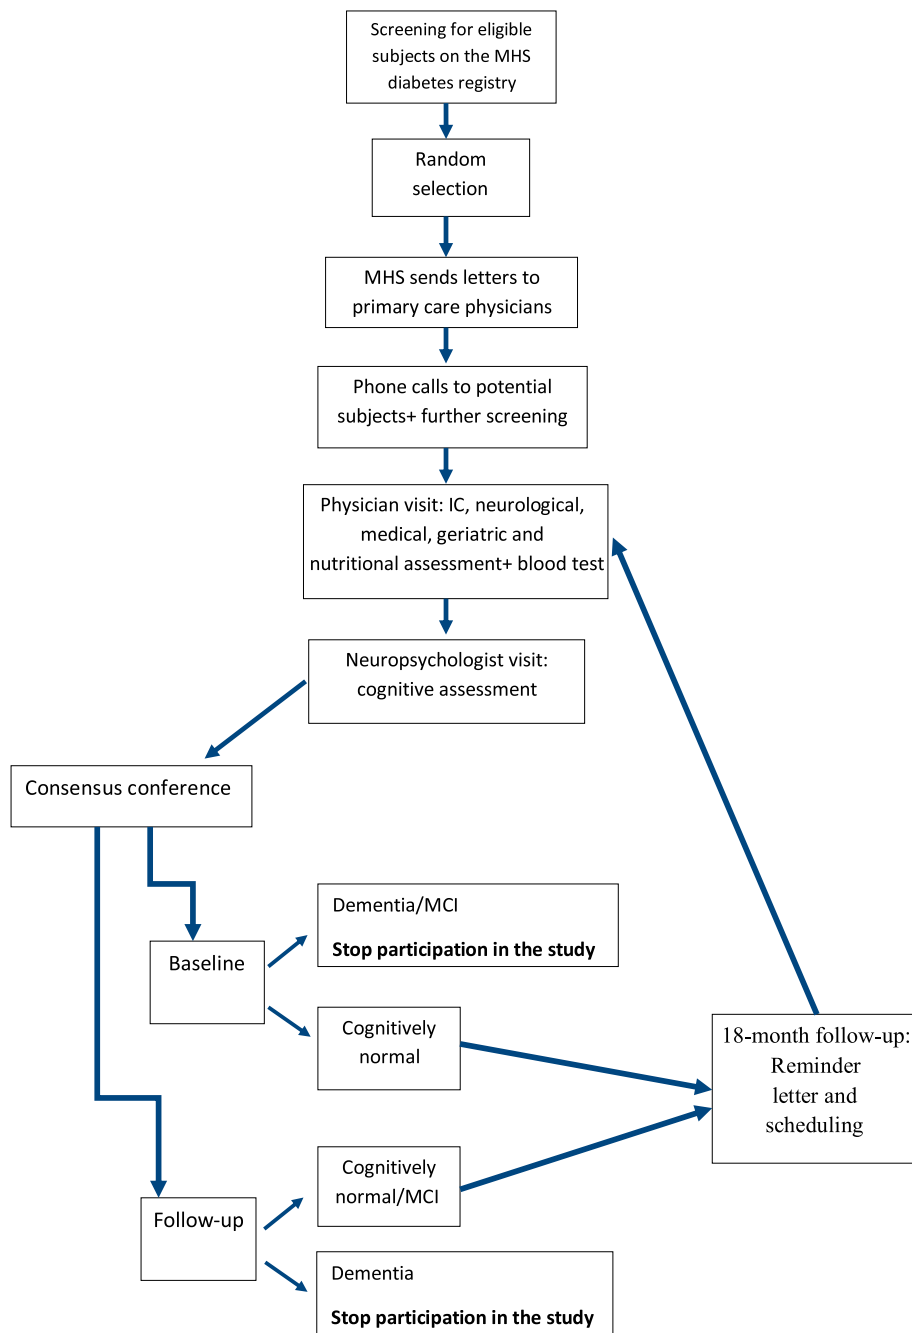 Screening for eligible
subjects on the MHS
diabetes registry
Random
selection
MHS sends letters to
primary care physicians
Phone calls to potential
subjects+ further screening
Physician visit: IC, neurological,
medical, geriatric and
nutritional assessment+ blood test
Neuropsychologist visit:
cognitive assessment
Consensus conference
Dementia/MCI
Stop participation in the study
Baseline
Cognitively
normal
18-month follow-up:
Reminder
letter and
scheduling
Cognitively
normal/MCI
Follow-up
Dementia
Stop participation in the study